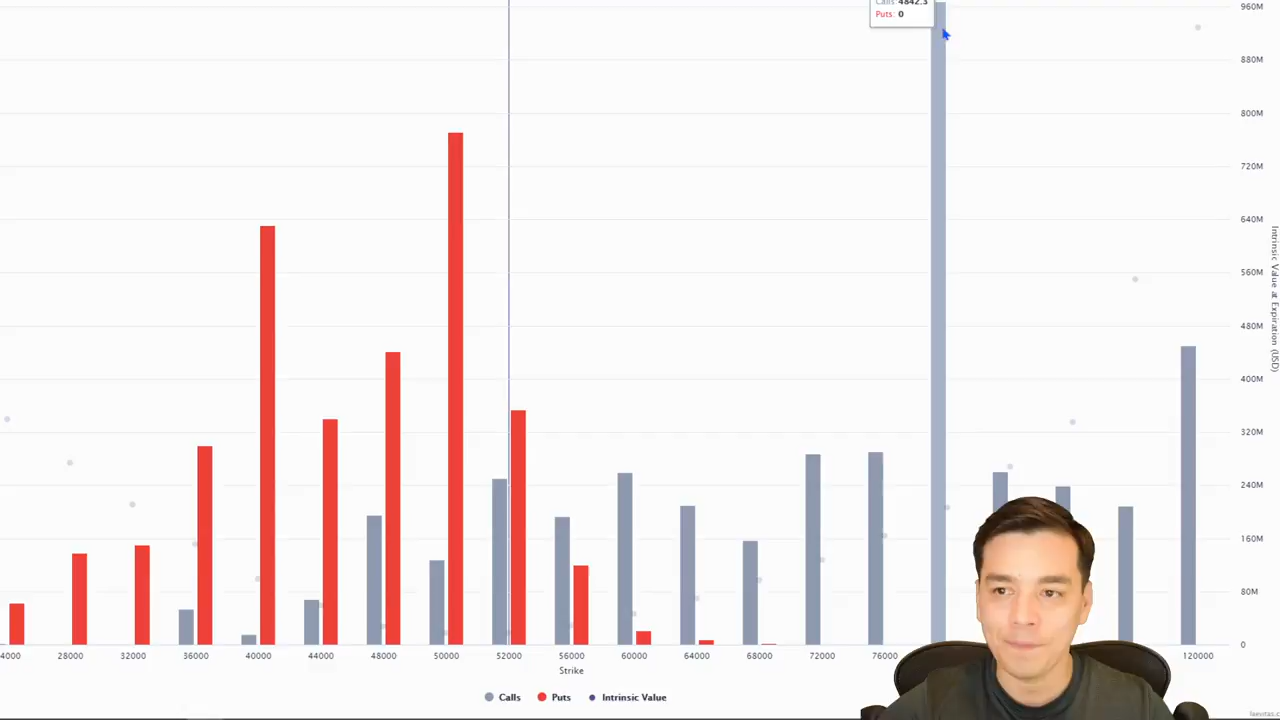 Calls: 4842.3
Puts: 0
960M
880M
800M
720M
640M
560M
480M
400M
320M
240M
160M
80M
0
Intrinsic Value at Expiration (USD)
4000 28000 32000 36000 40000 44000 48000 50000 52000 56000 60000 64000 68000 72000 76000 120000
Strike
Calls Puts Intrinsic Value